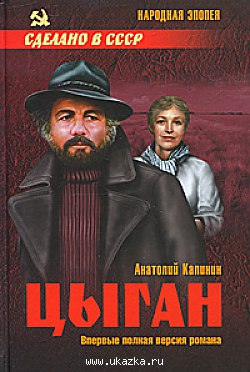 НАРОДНАЯ ЭПОПЕЯ
СДЕЛАНО В СССР
Анатолий Калинин
ЦЫГАН
Впервые полная версия романа
www.ukazka.ru